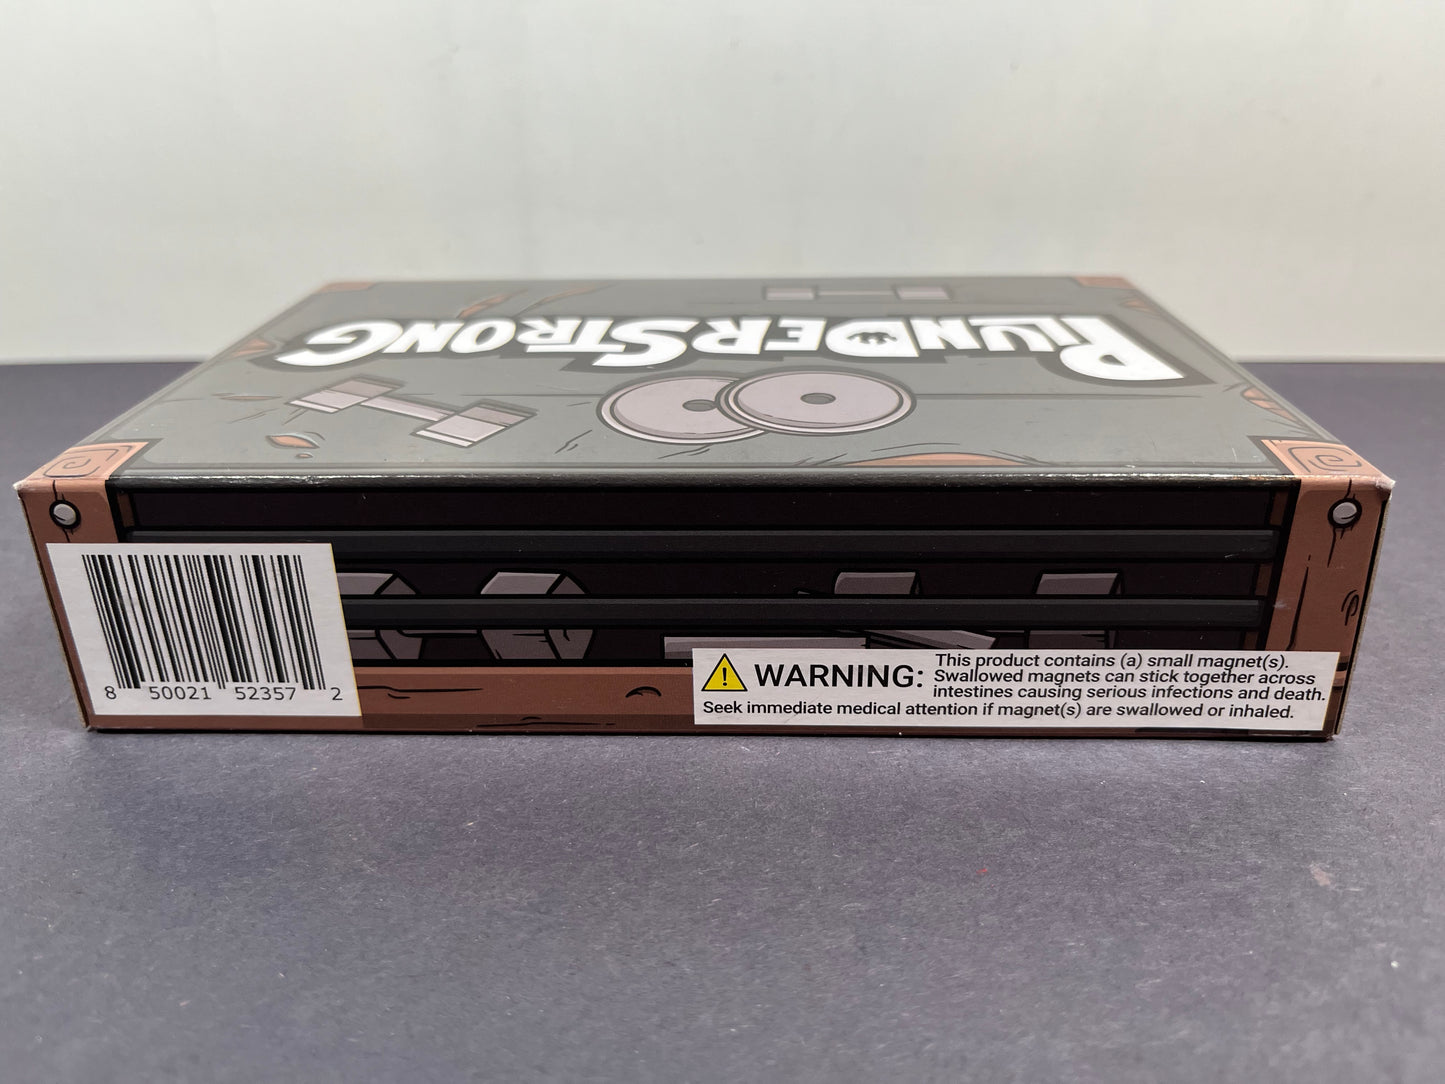 PLUNDERSTRONG
8 50021 52357 2
WARNING: This product contains (a) small magnet(s).
Swallowed magnets can stick together across
intestines causing serious infections and death.
Seek immediate medical attention if magnet(s) are swallowed or inhaled.